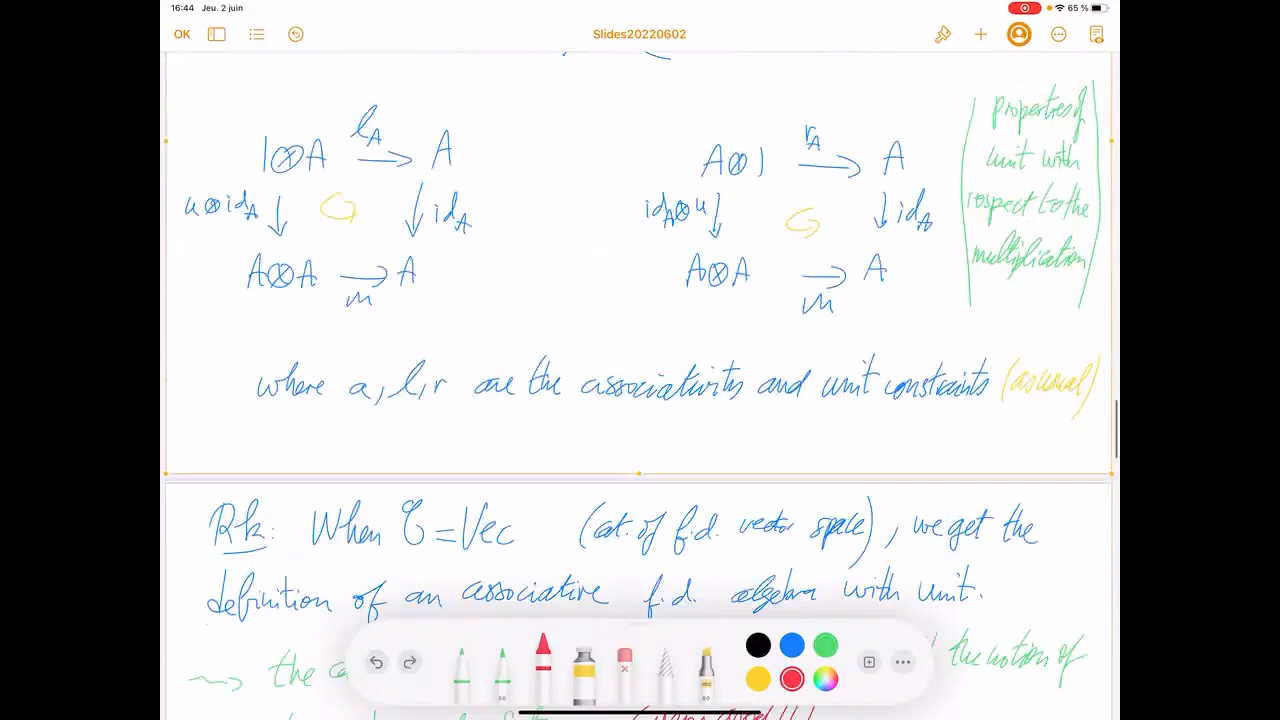 16:44 Jeu. 2 juin
65 %
OK
Slides20220602
1⊗A l_A → A
u⊗id_A ↓ ↓ id_A
A⊗A → m A
A⊗1 r_A → A
id_A⊗u ↓ ↓ id_A
A⊗A → m A
properties of
unit with
respect to the
multiplication
where a, l, r are the associativity and unit constraints (as usual)
Rk: When C = Vec (cat. of f.d. vector space), we get the
definition of an associative f.d. algebra with unit.
⇝ the the notion of